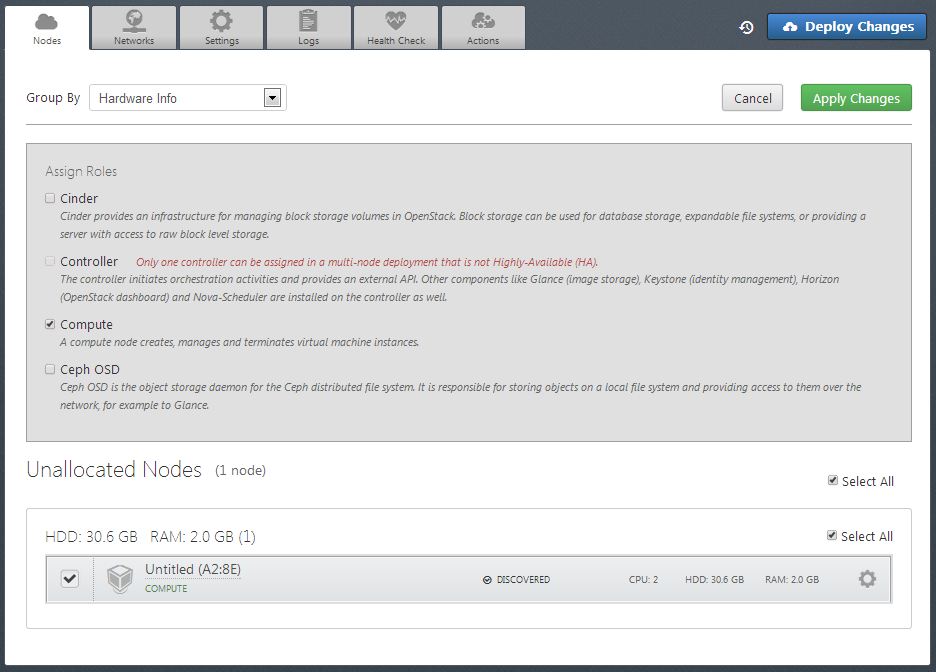 Nodes
Networks
Settings
Logs
Health Check
Actions
Deploy Changes
Group By
Hardware Info
Cancel
Apply Changes
Assign Roles
Cinder
Cinder provides an infrastructure for managing block storage volumes in OpenStack. Block storage can be used for database storage, expandable file systems, or providing a
server with access to raw block level storage.
Controller Only one controller can be assigned in a multi-node deployment that is not Highly-Available (HA).
The controller initiates orchestration activities and provides an external API. Other components like Glance (image storage), Keystone (identity management), Horizon
(OpenStack dashboard) and Nova-Scheduler are installed on the controller as well.
Compute
A compute node creates, manages and terminates virtual machine instances.
Ceph OSD
Ceph OSD is the object storage daemon for the Ceph distributed file system. It is responsible for storing objects on a local file system and providing access to them over the
network, for example to Glance.
Unallocated Nodes (1 node)
Select All
HDD: 30.6 GB RAM: 2.0 GB (1)
Select All
Untitled (A2:8E)
COMPUTE
DISCOVERED
CPU: 2
HDD: 30.6 GB
RAM: 2.0 GB